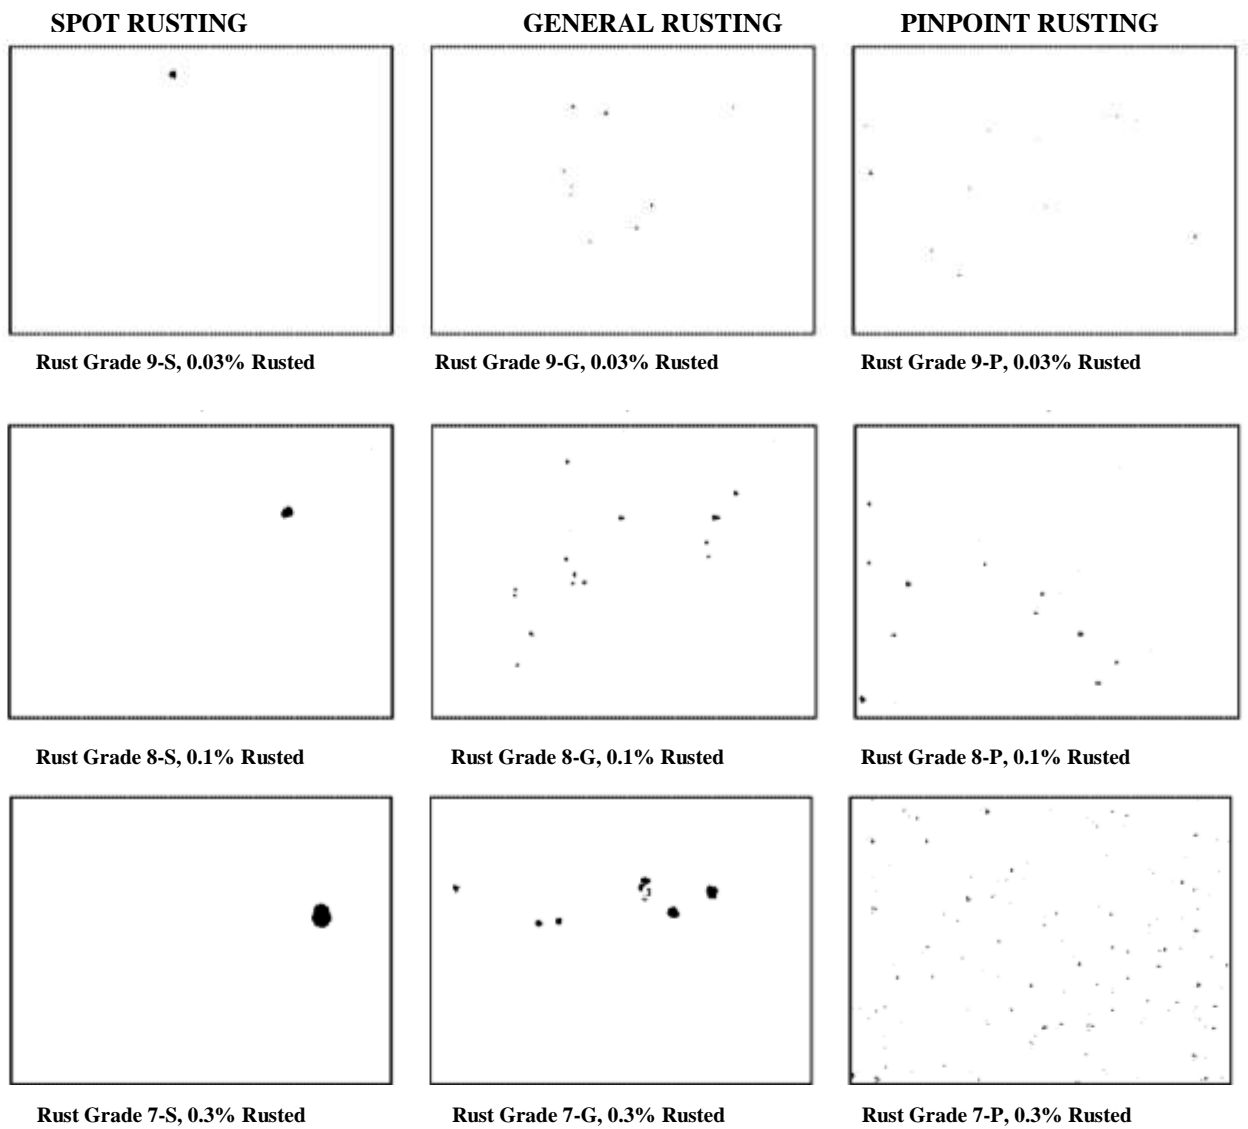 SPOT RUSTING GENERAL RUSTING PINPOINT RUSTING
Rust Grade 9-S, 0.03% Rusted Rust Grade 9-G, 0.03% Rusted Rust Grade 9-P, 0.03% Rusted
Rust Grade 8-S, 0.1% Rusted Rust Grade 8-G, 0.1% Rusted Rust Grade 8-P, 0.1% Rusted
Rust Grade 7-S, 0.3% Rusted Rust Grade 7-G, 0.3% Rusted Rust Grade 7-P, 0.3% Rusted